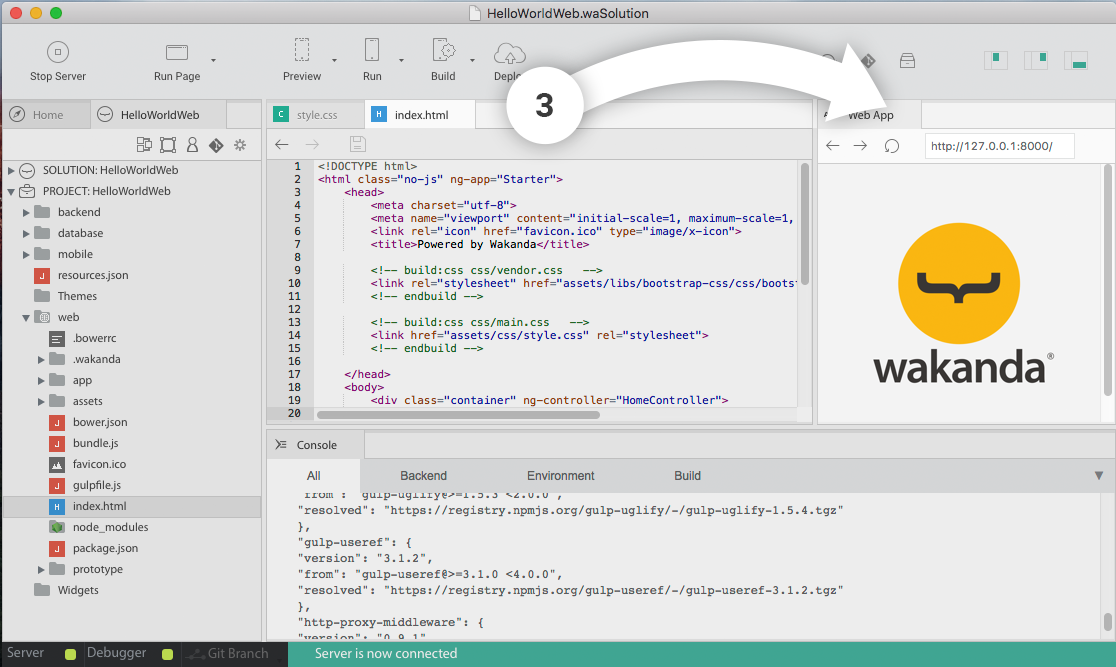 HelloWorldWeb.waSolution
Stop Server
Run Page
Preview
Run
Build
3
Home
HelloWorldWeb
style.css
index.html
Web App
http://127.0.0.1:8000/
SOLUTION: HelloWorldWeb
PROJECT: HelloWorldWeb
backend
database
mobile
resources.json
Themes
web
.bowerrc
.wakanda
app
assets
bower.json
bundle.js
favicon.ico
gulpfile.js
index.html
node_modules
package.json
prototype
Widgets
1 <!DOCTYPE html>
2 <html class="no-js" ng-app="Starter">
3 <head>
4 <meta charset="utf-8">
5 <meta name="viewport" content="initial-scale=1, maximum-scale=1,
6 <link rel="icon" href="favicon.ico" type="image/x-icon">
7 <title>Powered by Wakanda</title>
8
9 <!-- build:css css/vendor.css -->
10 <link rel="stylesheet" href="assets/libs/bootstrap-css/css/boots
11 <!-- endbuild -->
12
13 <!-- build:css css/main.css -->
14 <link href="assets/css/style.css" rel="stylesheet">
15 <!-- endbuild -->
16
17 </head>
18 <body>
19 <div class="container" ng-controller="HomeController">
20
wakanda®
Console
All
Backend
Environment
Build
"from": "gulp-uglify@>=1.5.3 <2.0.0",
"resolved": "https://registry.npmjs.org/gulp-uglify/-/gulp-uglify-1.5.4.tgz"
},
"gulp-useref": {
"version": "3.1.2",
"from": "gulp-useref@>=3.1.0 <4.0.0",
"resolved": "https://registry.npmjs.org/gulp-useref/-/gulp-useref-3.1.2.tgz"
},
"http-proxy-middleware": {
"version": "0.9.1"
Server
Debugger
Git Branch
Server is now connected